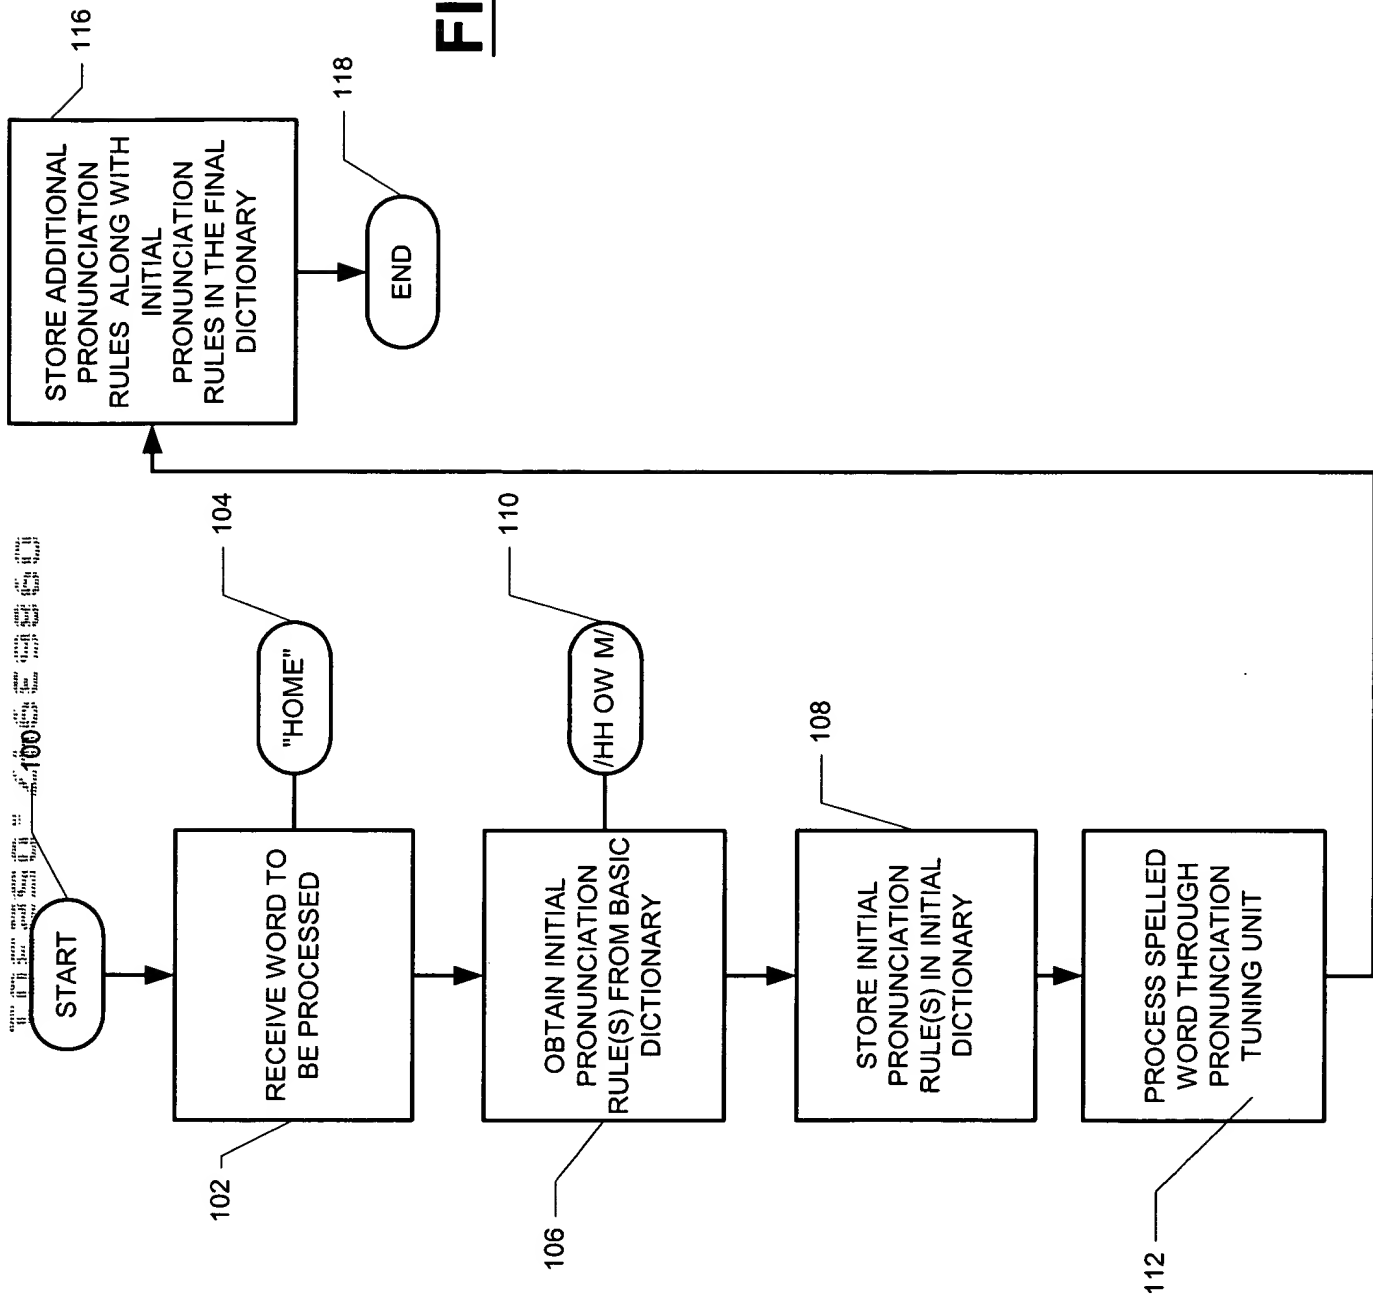 100
START
RECEIVE WORD TO
BE PROCESSED
102
"HOME"
104
OBTAIN INITIAL
PRONUNCIATION
RULE(S) FROM BASIC
DICTIONARY
106
/HH OW M/
110
STORE INITIAL
PRONUNCIATION
RULE(S) IN INITIAL
DICTIONARY
108
PROCESS SPELLED
WORD THROUGH
PRONUNCIATION
TUNING UNIT
112
STORE ADDITIONAL
PRONUNCIATION
RULES ALONG WITH
INITIAL
PRONUNCIATION
RULES IN THE FINAL
DICTIONARY
116
END
118